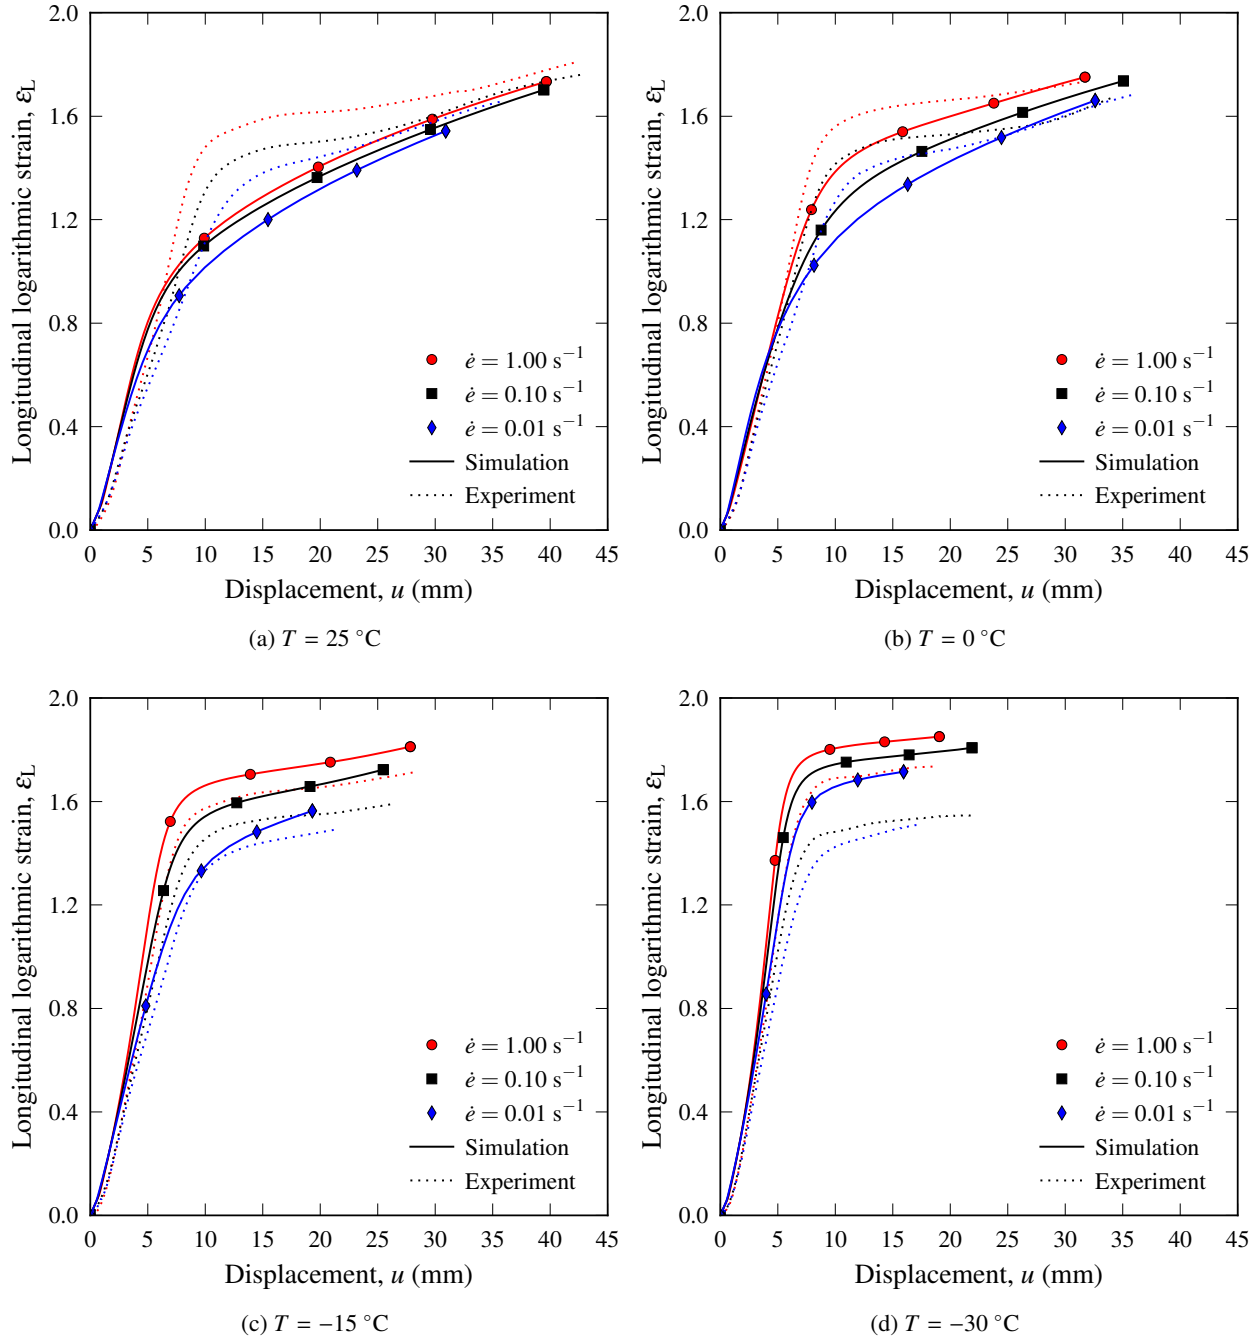 2.0
1.6
1.2
0.8
0.4
0.0
Longitudinal logarithmic strain, εL
ė = 1.00 s−1
ė = 0.10 s−1
ė = 0.01 s−1
Simulation
Experiment
0 5 10 15 20 25 30 35 40 45
Displacement, u (mm)
(a) T = 25 °C
2.0
1.6
1.2
0.8
0.4
0.0
Longitudinal logarithmic strain, εL
ė = 1.00 s−1
ė = 0.10 s−1
ė = 0.01 s−1
Simulation
Experiment
0 5 10 15 20 25 30 35 40 45
Displacement, u (mm)
(b) T = 0 °C
2.0
1.6
1.2
0.8
0.4
0.0
Longitudinal logarithmic strain, εL
ė = 1.00 s−1
ė = 0.10 s−1
ė = 0.01 s−1
Simulation
Experiment
0 5 10 15 20 25 30 35 40 45
Displacement, u (mm)
(c) T = −15 °C
2.0
1.6
1.2
0.8
0.4
0.0
Longitudinal logarithmic strain, εL
ė = 1.00 s−1
ė = 0.10 s−1
ė = 0.01 s−1
Simulation
Experiment
0 5 10 15 20 25 30 35 40 45
Displacement, u (mm)
(d) T = −30 °C